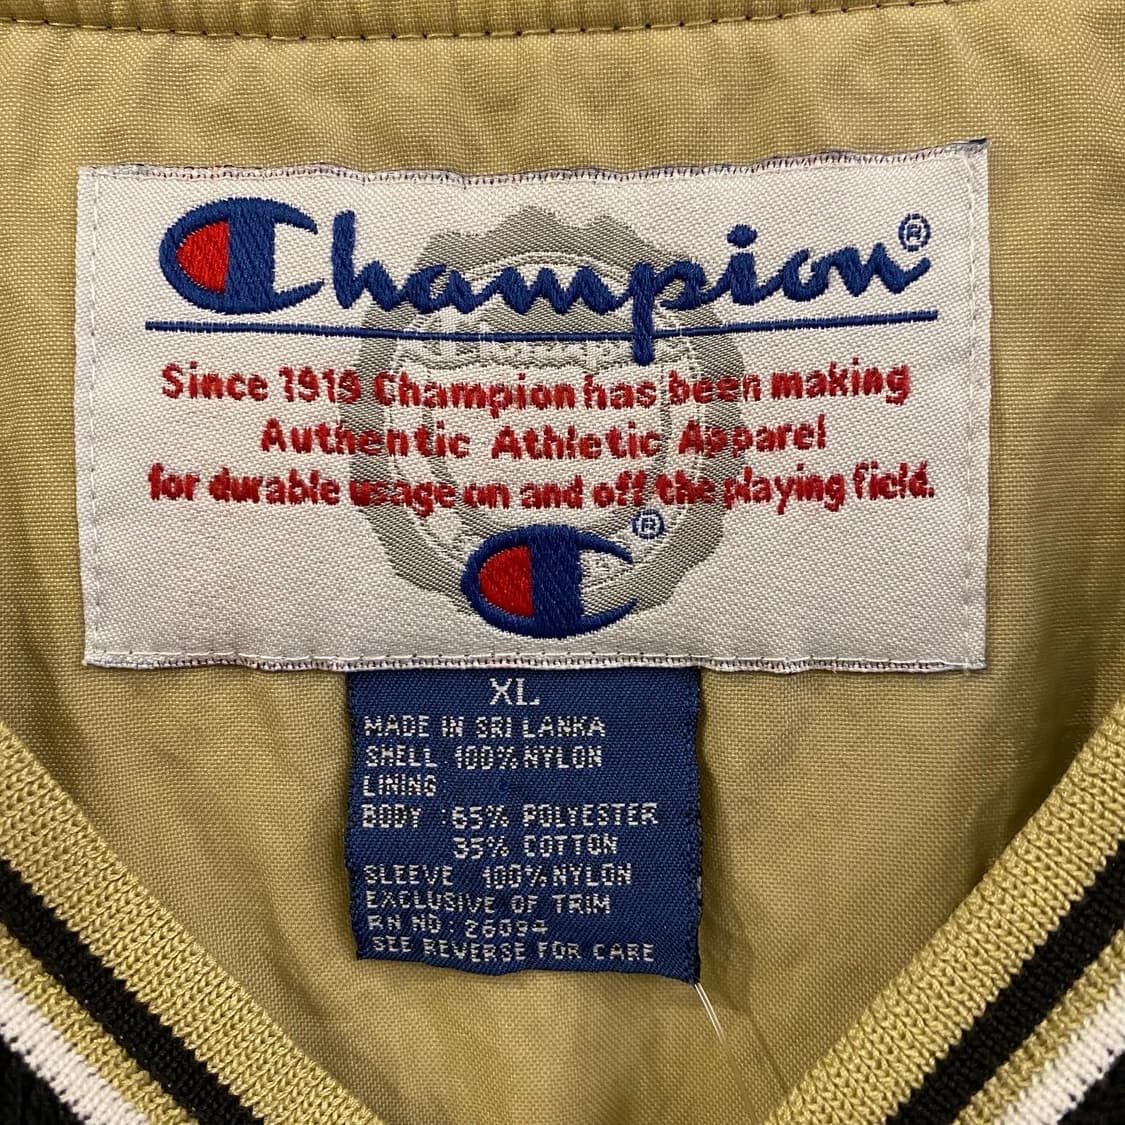 Champion®
Since 1919 Champion has been making
Authentic Athletic Apparel
for durable usage on and off the playing field.
®
XL
MADE IN SRI LANKA
SHELL 100% NYLON
LINING
BODY : 65% POLYESTER
35% COTTON
SLEEVE 100% NYLON
EXCLUSIVE OF TRIM
RN NO: 26094
SEE REVERSE FOR CARE